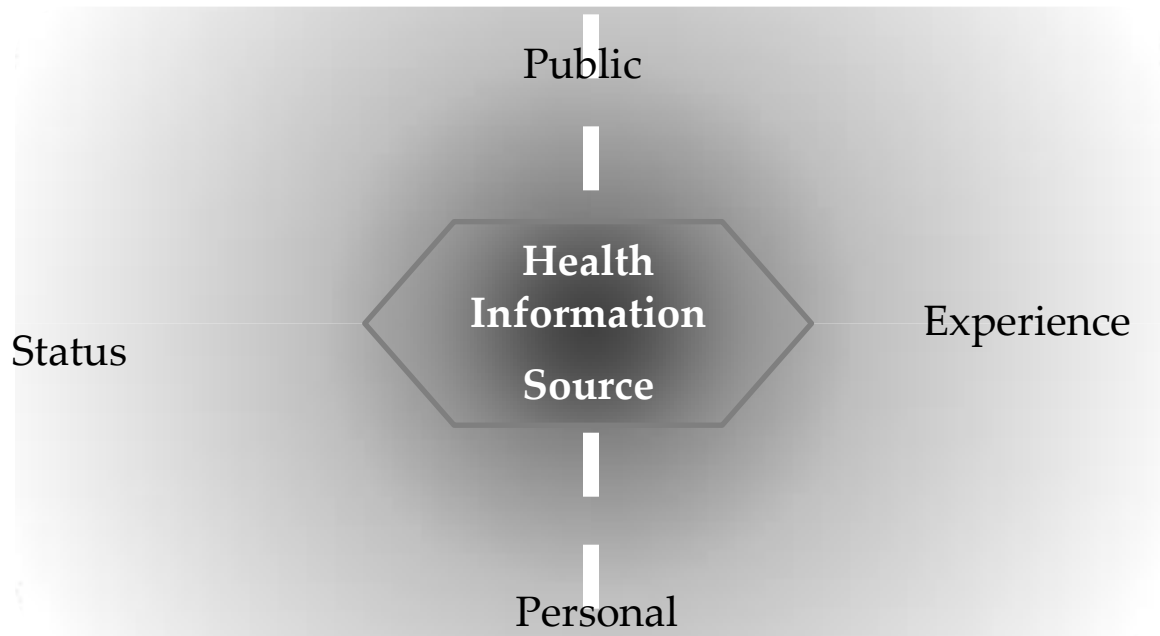 Public
Health
Information
Source
Status
Experience
Personal